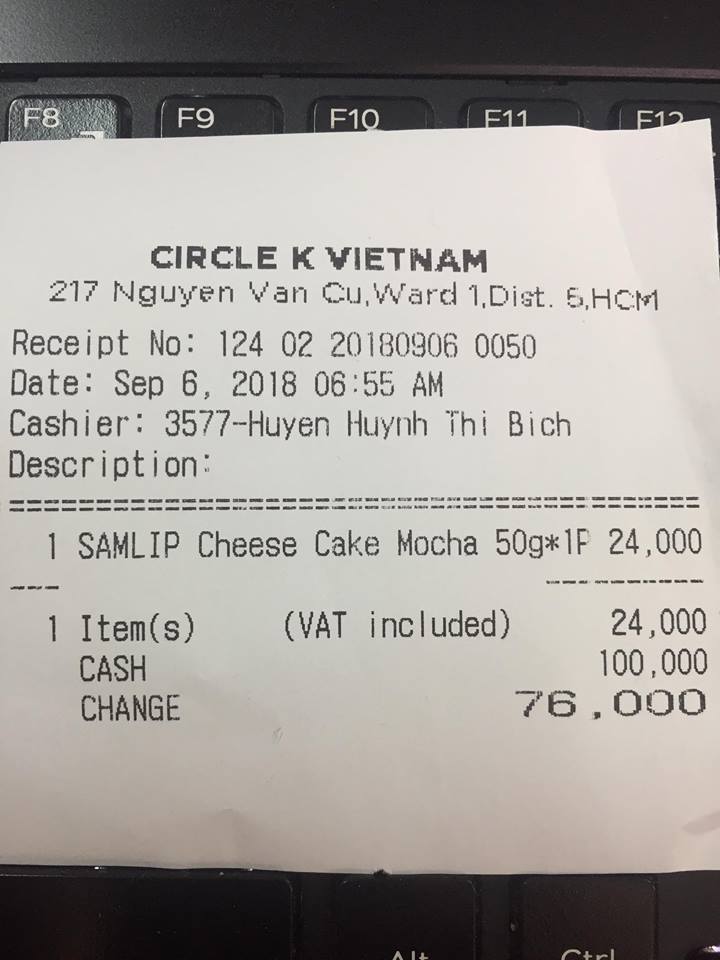 F8 F9 F10 F11 F12
CIRCLE K VIETNAM
217 Nguyen Van Cu,Ward 1,Dist. 5,HCM
Receipt No: 124 02 20180906 0050
Date: Sep 6, 2018 06:55 AM
Cashier: 3577-Huyen Huynh Thi Bich
Description:
1 SAMLIP Cheese Cake Mocha 50g*1P 24,000
1 Item(s) (VAT included) 24,000
CASH 100,000
CHANGE 76,000
Alt Ctrl